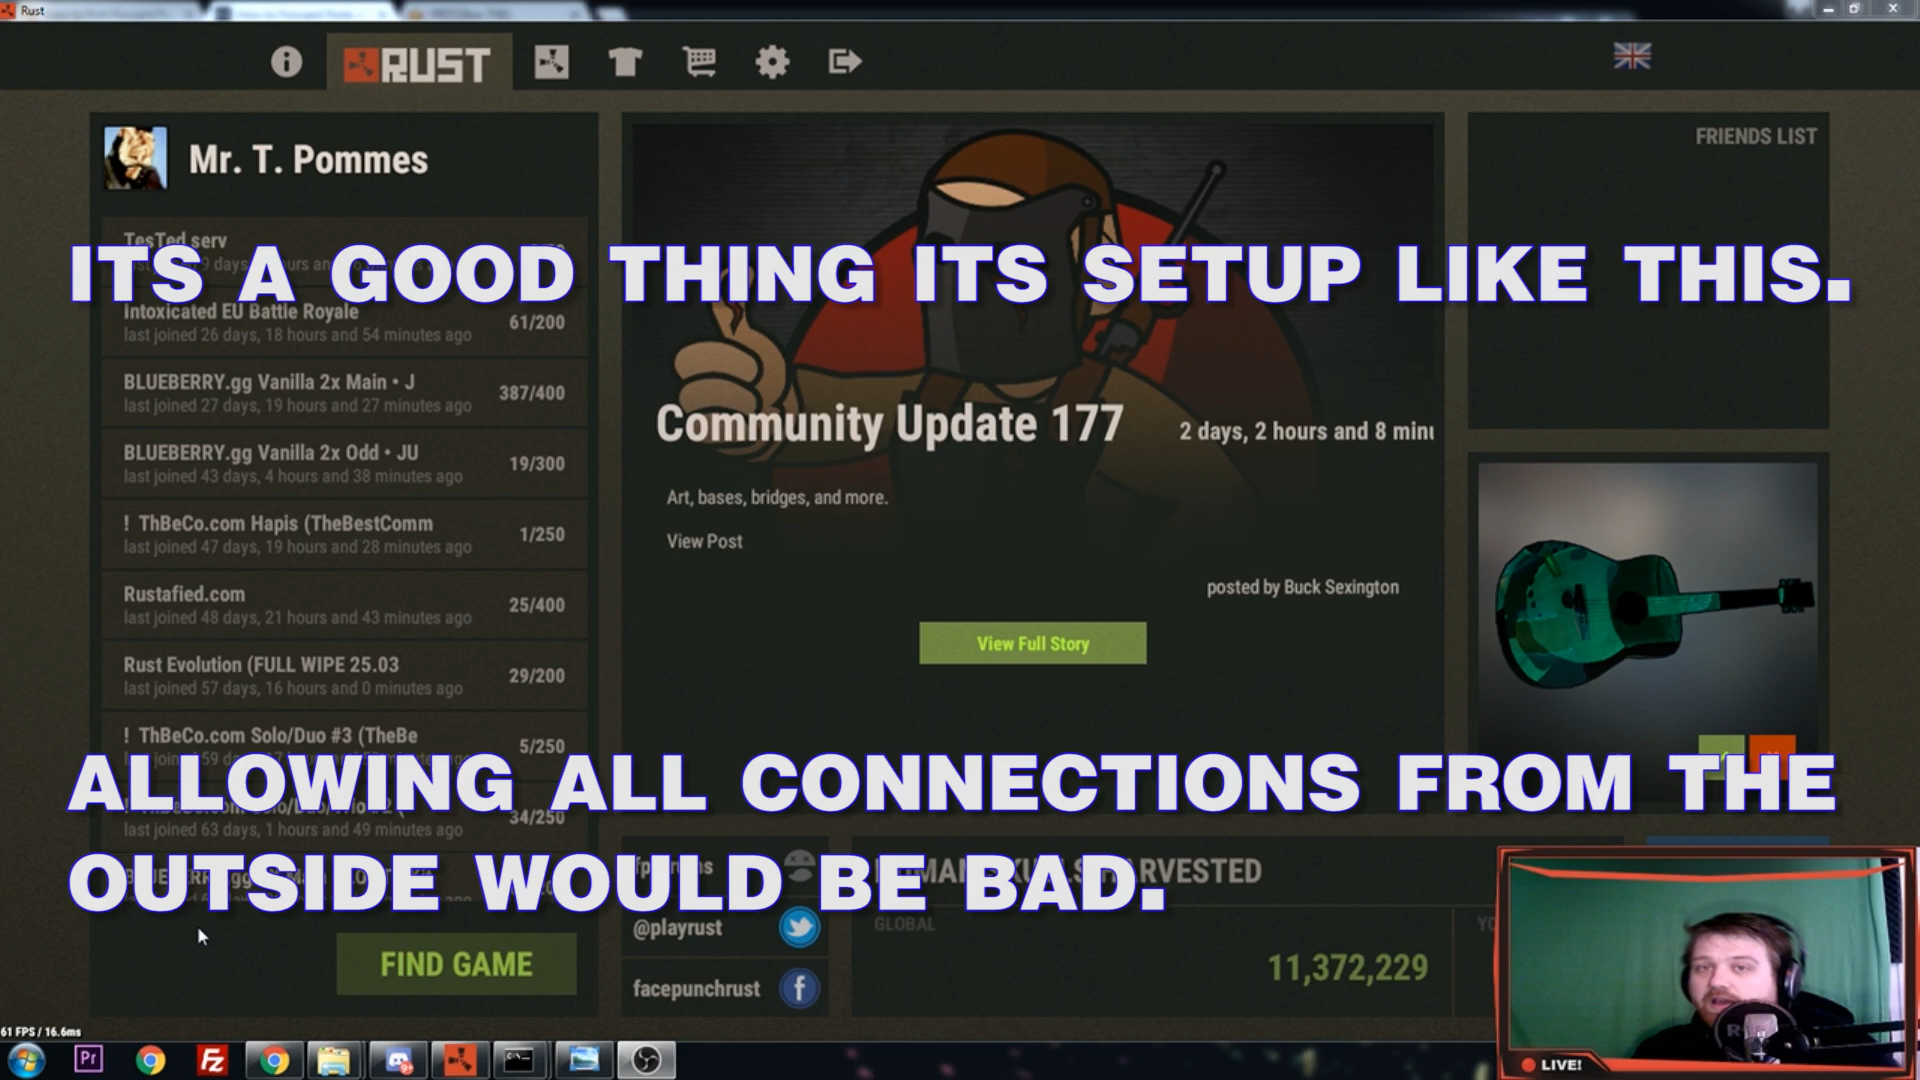 Rust
RUST
Mr. T. Pommes
FRIENDS LIST
TesTed serv
ITS A GOOD THING ITS SETUP LIKE THIS.
Intoxicated EU Battle Royale
last joined 26 days, 18 hours and 54 minutes ago
61/200
BLUEBERRY.gg Vanilla 2x Main • J
last joined 27 days, 19 hours and 27 minutes ago
387/400
BLUEBERRY.gg Vanilla 2x Odd • JU
last joined 43 days, 4 hours and 38 minutes ago
19/300
! ThBeCo.com Hapis (TheBestComm
last joined 47 days, 19 hours and 28 minutes ago
1/250
Rustafied.com
last joined 48 days, 21 hours and 43 minutes ago
25/400
Rust Evolution (FULL WIPE 25.03
last joined 57 days, 16 hours and 0 minutes ago
29/200
! ThBeCo.com Solo/Duo #3 (TheBe
5/250
last joined 63 days, 1 hours and 49 minutes ago
34/250
Community Update 177
2 days, 2 hours and 8 minu
Art, bases, bridges, and more.
View Post
posted by Buck Sexington
View Full Story
ALLOWING ALL CONNECTIONS FROM THE
OUTSIDE WOULD BE BAD.
@playrust
facepunchrust
GLOBAL
11,372,229
FIND GAME
61 FPS / 16.6ms
Pr
LIVE!